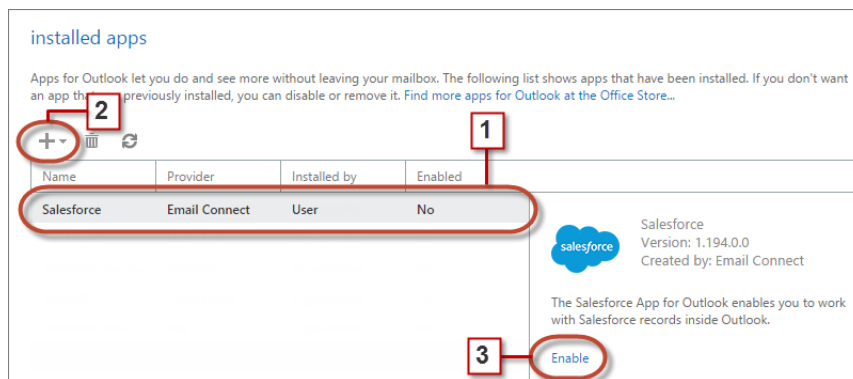 installed apps
Apps for Outlook let you do and see more without leaving your mailbox. The following list shows apps that have been installed. If you don't want
an app that previously installed, you can disable or remove it. Find more apps for Outlook at the Office Store...
2
1
Name Provider Installed by Enabled
Salesforce Email Connect User No
salesforce
Salesforce
Version: 1.194.0.0
Created by: Email Connect
The Salesforce App for Outlook enables you to work
with Salesforce records inside Outlook.
3
Enable